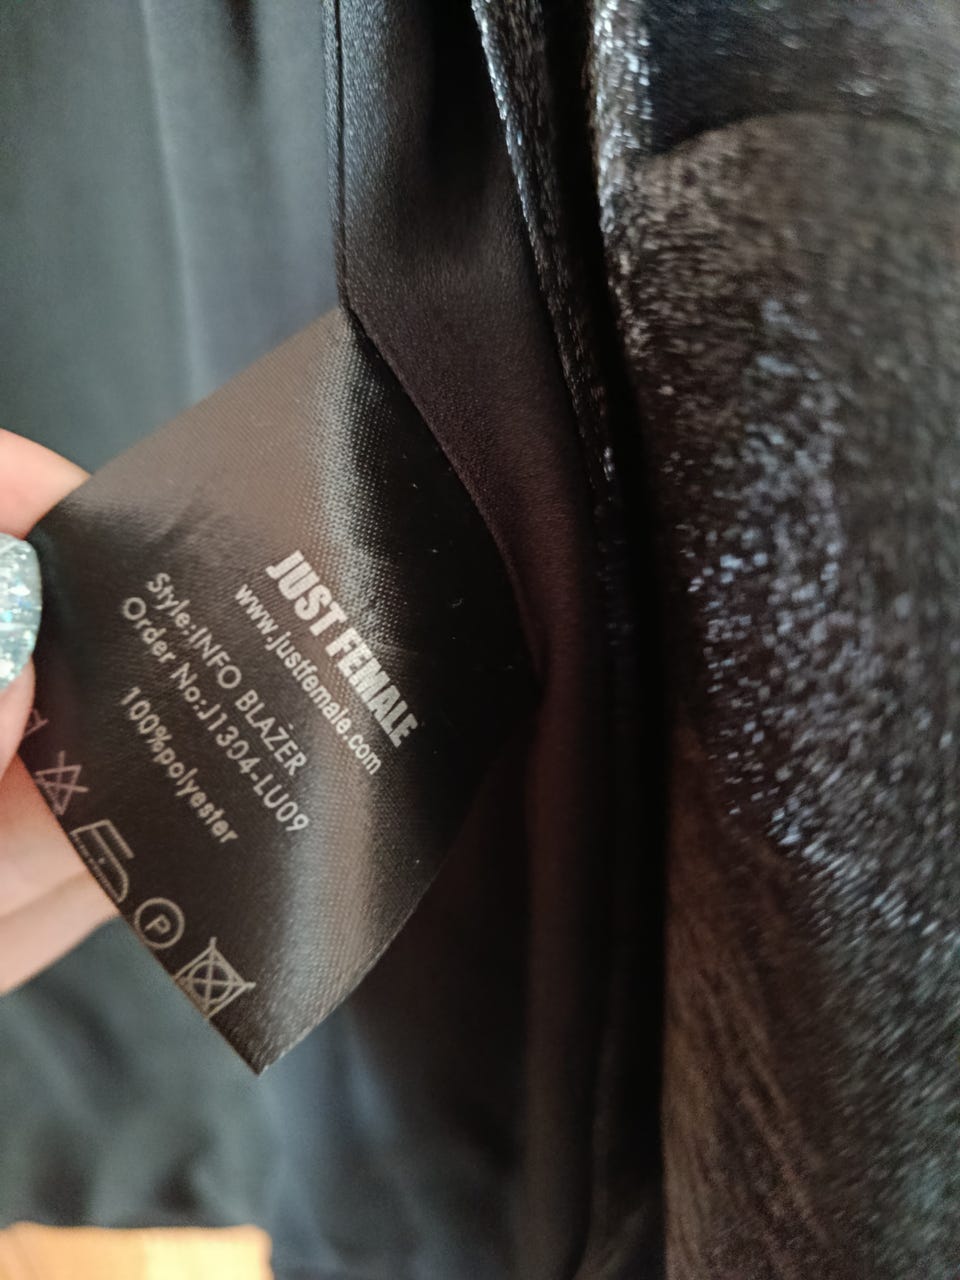 JUST FEMALE
www.justfemale.com
Style:INFO BLAZER
Order No:J1304-LU09
100%polyester
P